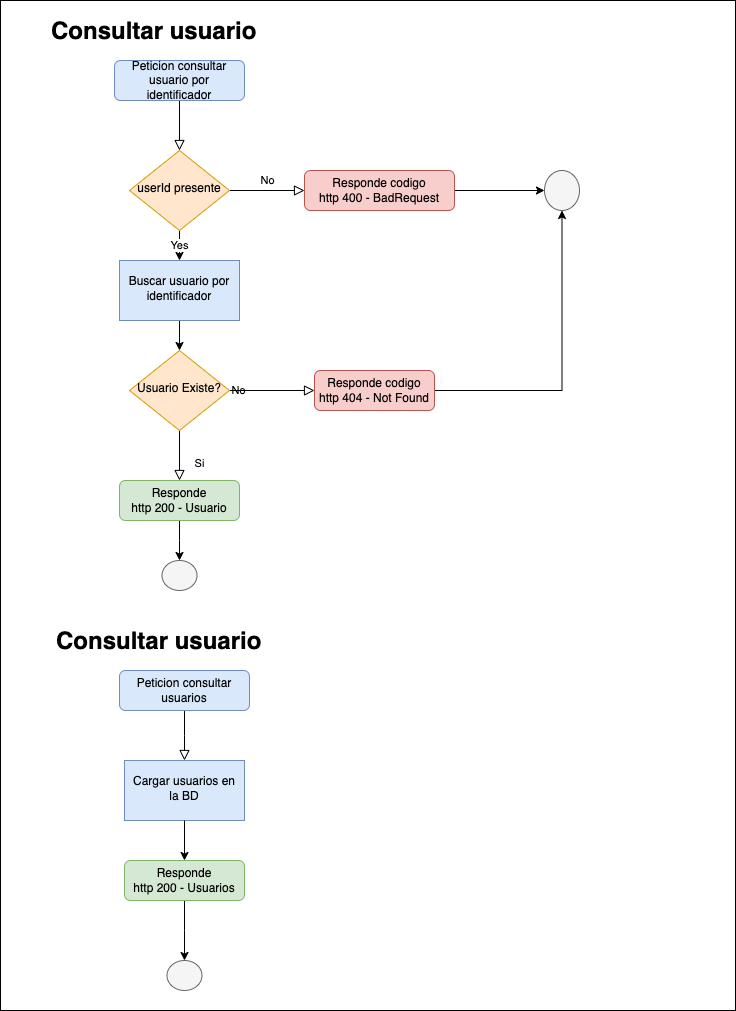 Consultar usuario
Peticion consultar
usuario por
identificador
userId presente
No
Responde codigo
http 400 - BadRequest
Yes
Buscar usuario por
identificador
Usuario Existe?
No
Responde codigo
http 404 - Not Found
Si
Responde
http 200 - Usuario
Consultar usuario
Peticion consultar
usuarios
Cargar usuarios en
la BD
Responde
http 200 - Usuarios